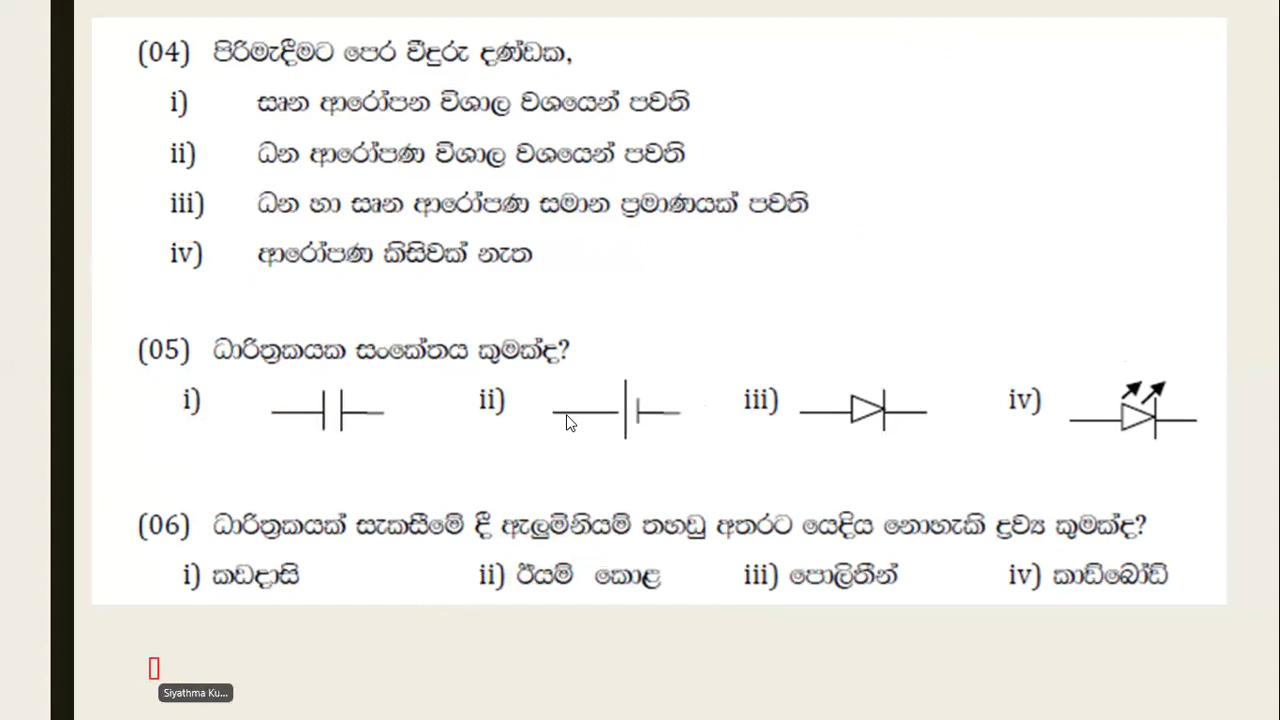 (04) පිරිමැදීමට පෙර වීදුරු දණ්ඩක,
i) සෘන ආරෝපන විශාල වශයෙන් පවතී
ii) ධන ආරෝපණ විශාල වශයෙන් පවතී
iii) ධන හා සෘන ආරෝපණ සමාන ප්‍රමාණයක් පවතී
iv) ආරෝපණ කිසිවක් නැත
(05) ධාරිත්‍රකයක සංකේතය කුමක්ද?
i) ii) iii) iv)
(06) ධාරිත්‍රකයක් සැකසීමේ දී ඇලුමිනියම් තහඩු අතරට යෙදිය නොහැකි ද්‍රව්‍ය කුමක්ද?
i) කඩදාසි ii) ඊයම් කොළ iii) පොලිතීන් iv) කාඩ්බෝඩ්
Siyathma Ku...